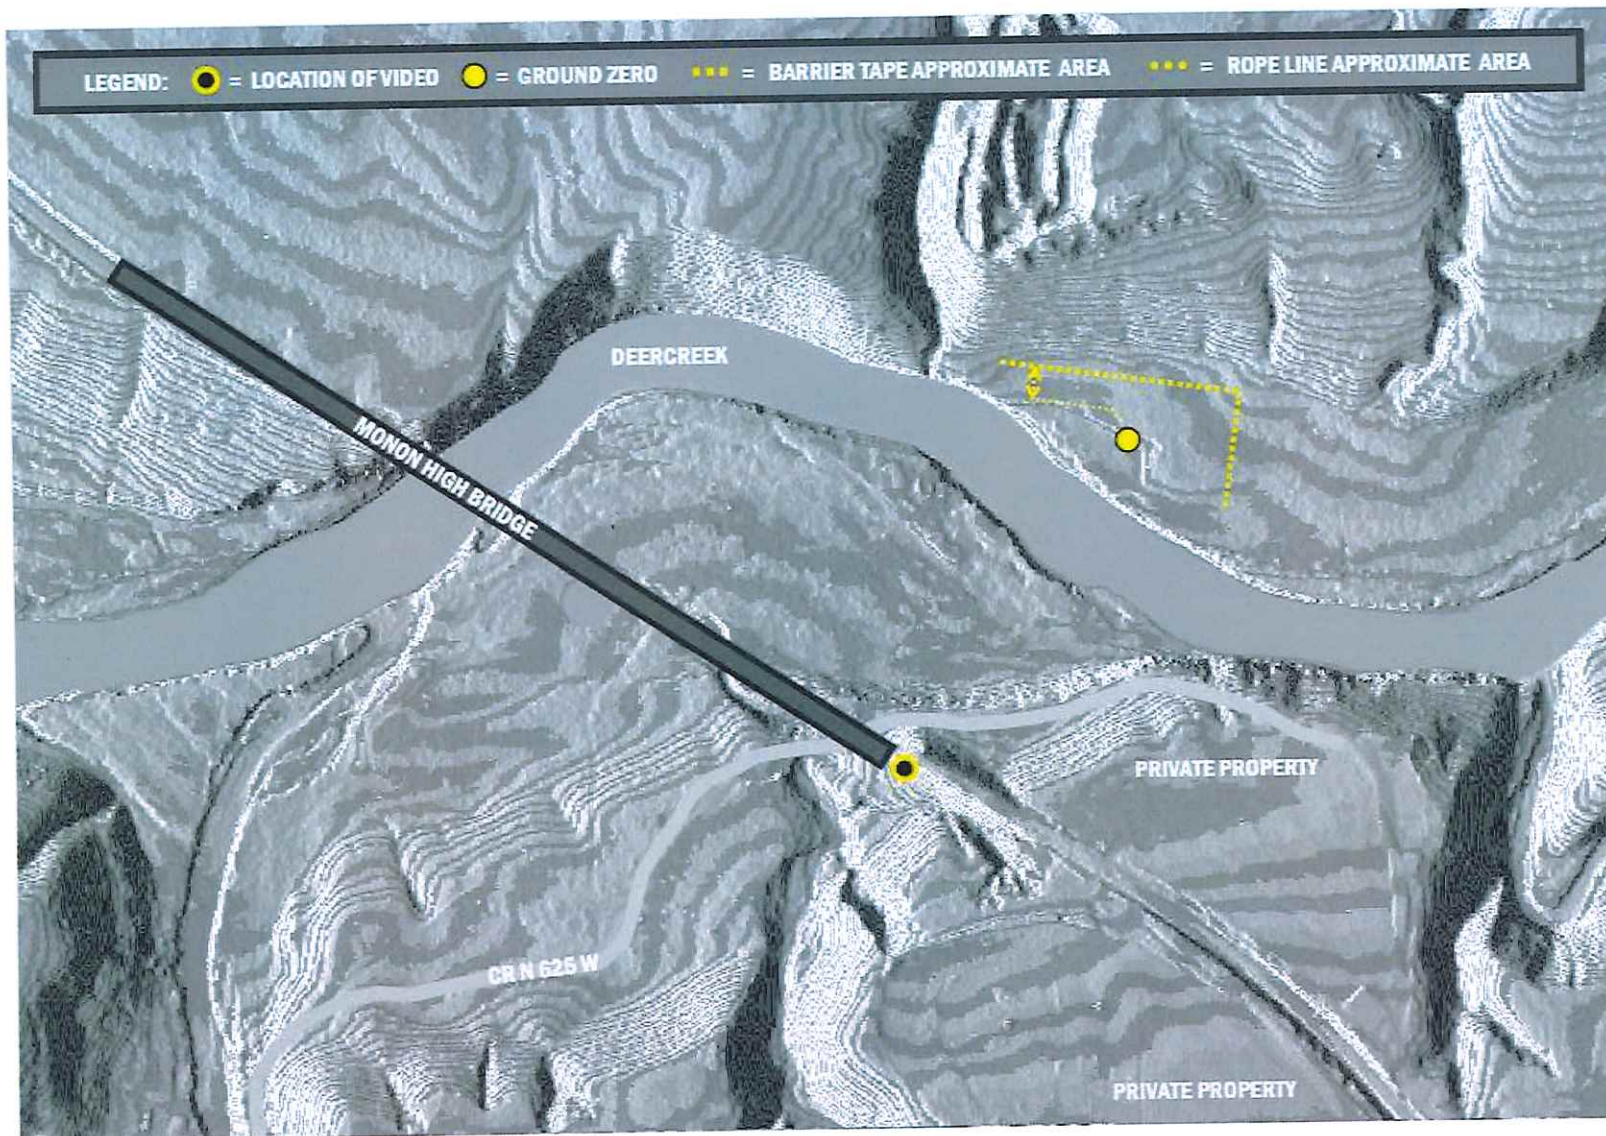 LEGEND: = LOCATION OF VIDEO = GROUND ZERO = BARRIER TAPE APPROXIMATE AREA = ROPE LINE APPROXIMATE AREA
DEERCREEK
MONON HIGH BRIDGE
PRIVATE PROPERTY
CR N 625 W
PRIVATE PROPERTY